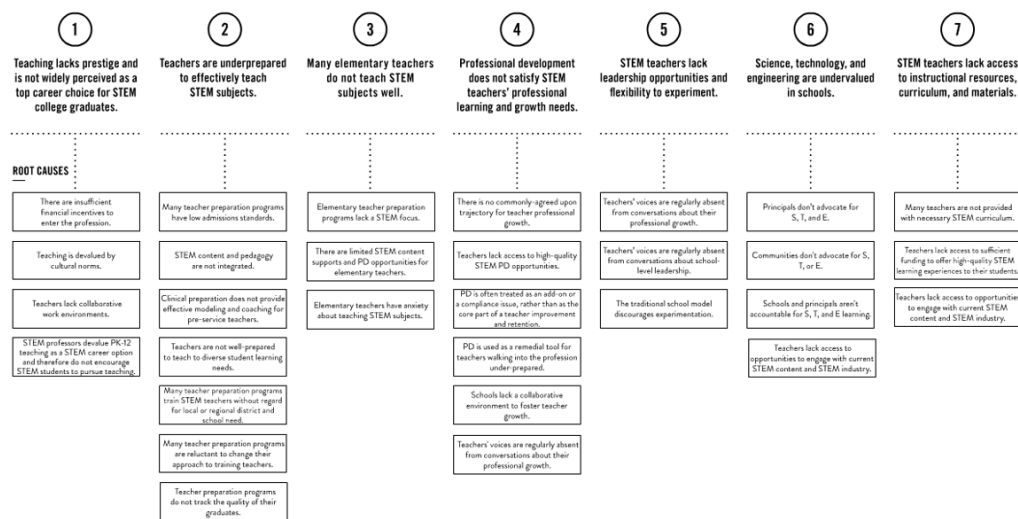 1
Teaching lacks prestige and
is not widely perceived as a
top career choice for STEM
college graduates.
2
Teachers are underprepared
to effectively teach
STEM subjects.
3
Many elementary teachers
do not teach STEM
subjects well.
4
Professional development
does not satisfy STEM
teachers' professional
learning and growth needs.
5
STEM teachers lack
leadership opportunities and
flexibility to experiment.
6
Science, technology, and
engineering are undervalued
in schools.
7
STEM teachers lack access
to instructional resources,
curriculum, and materials.
ROOT CAUSES
There are insufficient
financial incentives to
enter the profession.
Teaching is devalued by
cultural norms.
Teachers lack collaborative
work environments.
STEM professors devalue PK-12
teaching as a STEM career option
and therefore do not encourage
STEM students to pursue teaching.
Many teacher preparation programs
have low admissions standards.
STEM content and pedagogy
are not integrated.
Clinical preparation does not provide
effective modeling and coaching for
pre-service teachers.
Teachers are not well-prepared
to teach to diverse student learning
needs.
Many teacher preparation programs
train STEM teachers without regard
for local or regional district and
school need.
Many teacher preparation programs
are reluctant to change their
approach to training teachers.
Teacher preparation programs
do not track the quality of their
graduates.
Elementary teacher preparation
programs lack a STEM focus.
There are limited STEM content
supports and PD opportunities for
elementary teachers.
Elementary teachers have anxiety
about teaching STEM subjects.
There is no commonly-agreed upon
trajectory for teacher professional
growth.
Teachers lack access to high-quality
STEM PD opportunities.
PD is often treated as an add-on or
a compliance issue, rather than as the
core part of a teacher improvement
and retention.
PD is used as a remedial tool for
teachers walking into the profession
under-prepared.
Schools lack a collaborative
environment to foster teacher
growth.
Teachers' voices are regularly absent
from conversations about their
professional growth.
Teachers' voices are regularly absent
from conversations about their
professional growth.
Teachers' voices are regularly absent
from conversations about school-
level leadership.
The traditional school model
discourages experimentation.
Principals don't advocate for
S, T, and E.
Communities don't advocate for S,
T, or E.
Schools and principals aren't
accountable for S, T, and E learning.
Teachers lack access to
opportunities to engage with current
STEM content and STEM industry.
Many teachers are not provided
with necessary STEM curriculum.
Teachers lack access to sufficient
funding to offer high-quality STEM
learning experiences to their students.
Teachers lack access to opportunities
to engage with current STEM
content and STEM industry.